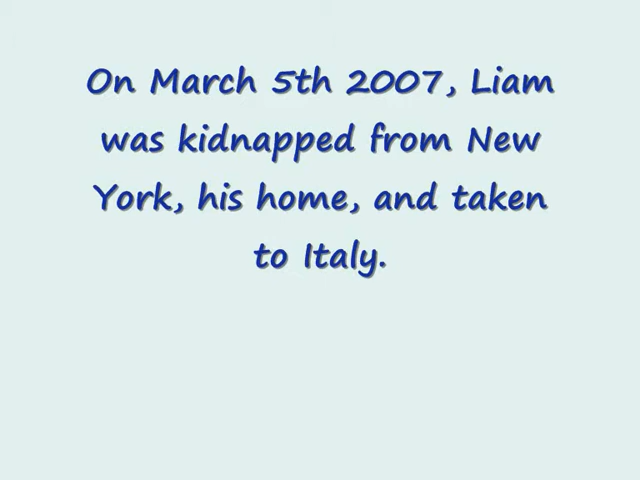 On March 5th 2007, Liam
was kidnapped from New
York, his home, and taken
to Italy.